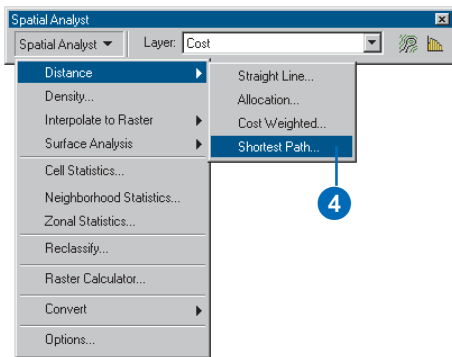 Spatial Analyst
Spatial Analyst Layer: Cost
Distance
Density...
Interpolate to Raster
Surface Analysis
Cell Statistics...
Neighborhood Statistics...
Zonal Statistics...
Reclassify...
Raster Calculator...
Convert
Options...
Straight Line...
Allocation...
Cost Weighted...
Shortest Path...
4